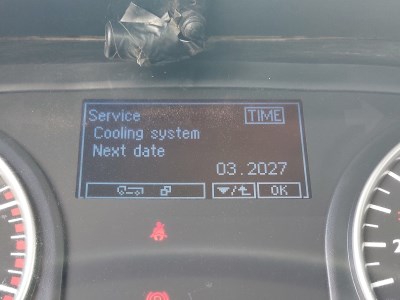 Service TIME
Cooling system
Next date
03.2027
OK